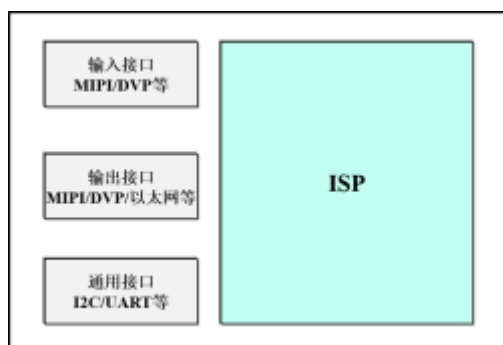 输入接口
MIPI/DVP等
输出接口
MIPI/DVP/以太网等
通用接口
I2C/UART等
ISP